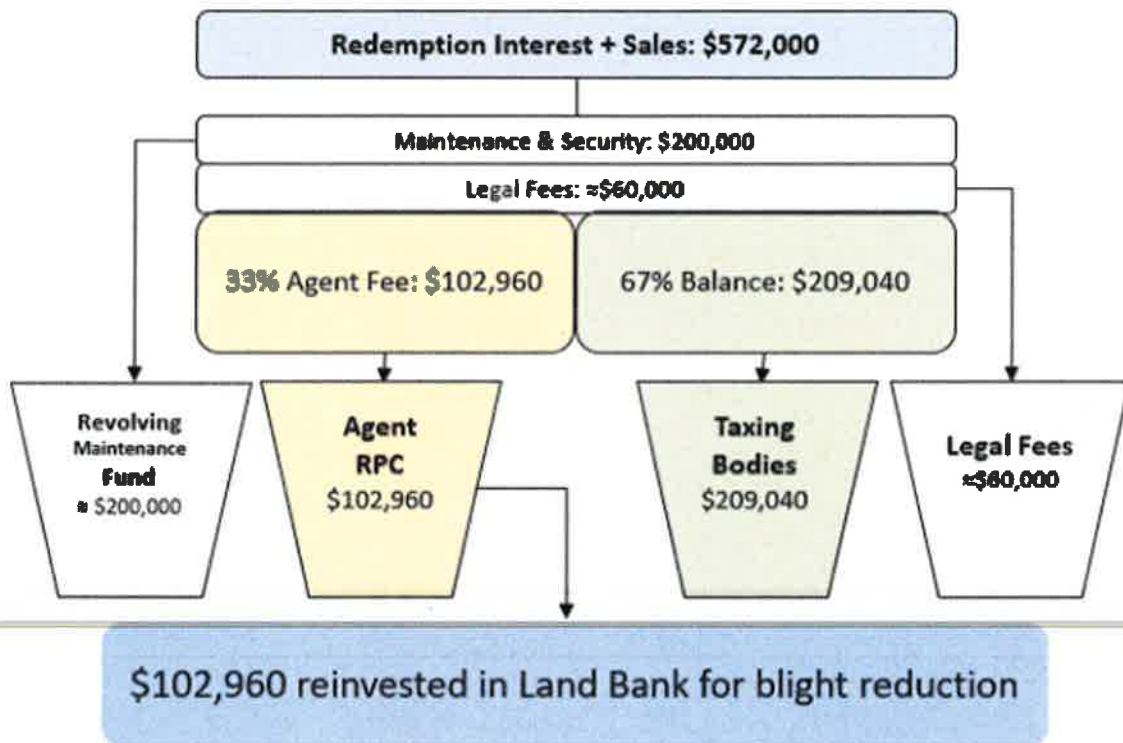 Redemption Interest + Sales: $572,000
Maintenance & Security: $200,000
Legal Fees: ≈$60,000
33% Agent Fee: $102,960
67% Balance: $209,040
Revolving
Maintenance
Fund
≈ $200,000
Agent
RPC
$102,960
Taxing
Bodies
$209,040
Legal Fees
≈$60,000
$102,960 reinvested in Land Bank for blight reduction